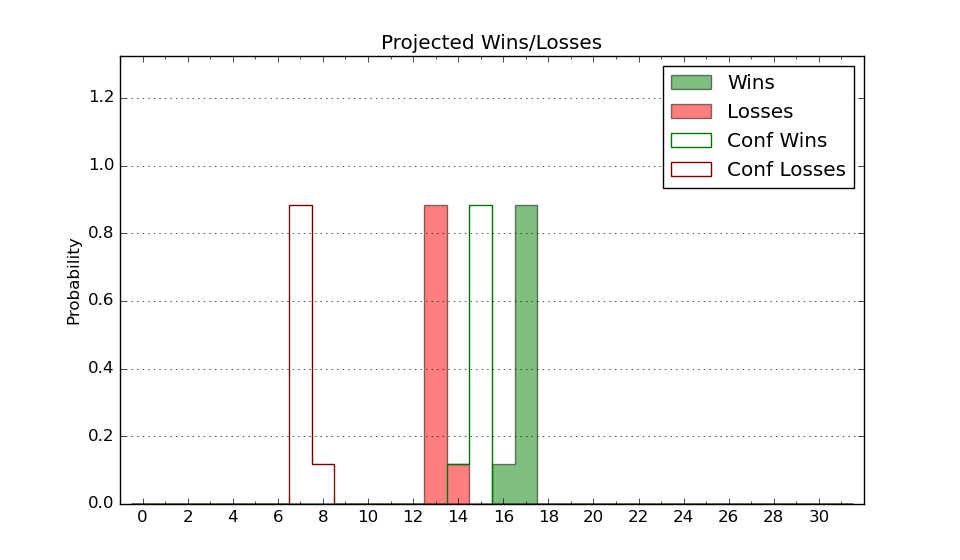 Projected Wins/Losses
Wins
Losses
Conf Wins
Conf Losses
Probability
1.2
1.0
0.8
0.6
0.4
0.2
0.0
0 2 4 6 8 10 12 14 16 18 20 22 24 26 28 30